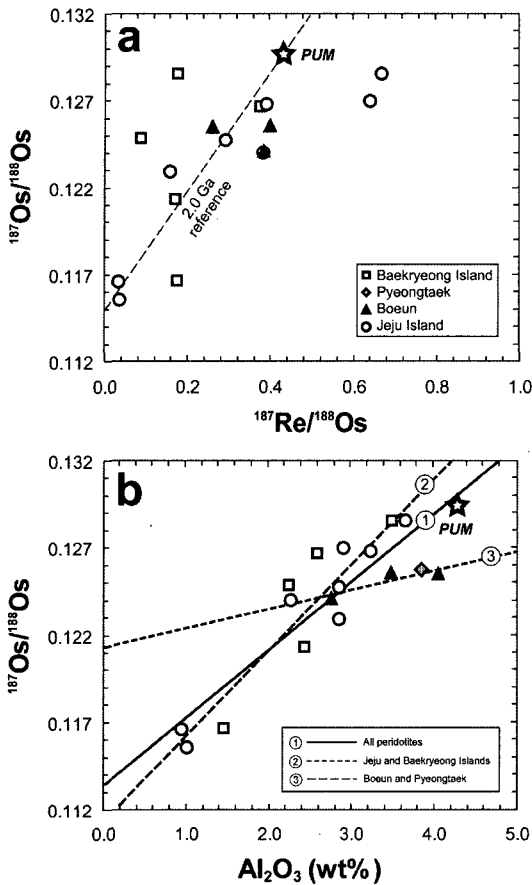 a
0.132
0.127
0.122
0.117
0.112
187Os/188Os
PUM
2.0 Ga
reference
Baekryeong Island
Pyeongtaek
Boeun
Jeju Island
0.0 0.2 0.4 0.6 0.8 1.0
187Re/188Os
b
0.132
0.127
0.122
0.117
0.112
187Os/188Os
2
1
PUM
3
1 All peridotites
2 Jeju and Baekryeong Islands
3 Boeun and Pyeongtaek
0.0 1.0 2.0 3.0 4.0 5.0
Al2O3 (wt%)